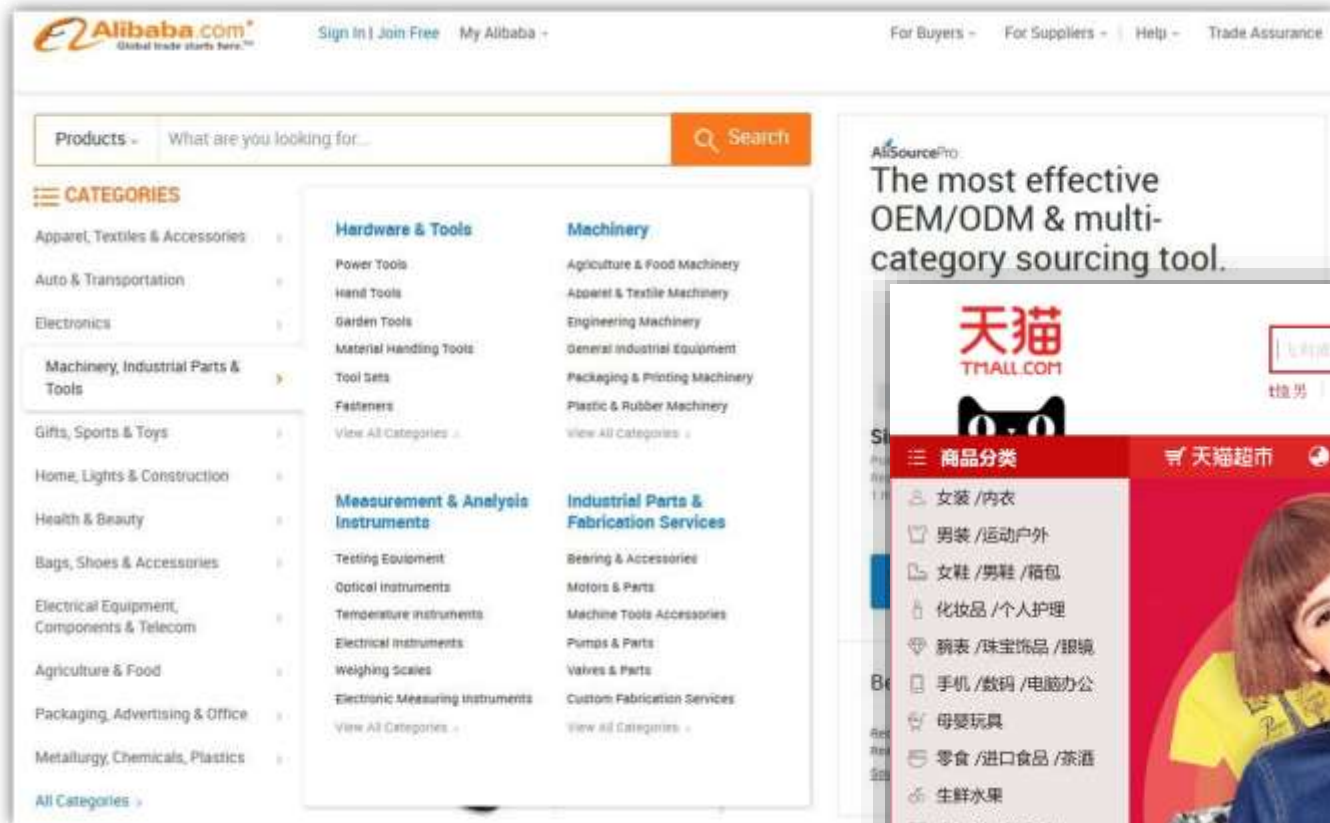 Alibaba.com®
Global trade starts here.™
Sign In | Join Free
My Alibaba
For Buyers
For Suppliers
Help
Trade Assurance
Products
What are you looking for...
Search
CATEGORIES
Apparel, Textiles & Accessories
Auto & Transportation
Electronics
Machinery, Industrial Parts &
Tools
Gifts, Sports & Toys
Home, Lights & Construction
Health & Beauty
Bags, Shoes & Accessories
Electrical Equipment,
Components & Telecom
Agriculture & Food
Packaging, Advertising & Office
Metallurgy, Chemicals, Plastics
All Categories
Hardware & Tools
Power Tools
Hand Tools
Garden Tools
Material Handling Tools
Tool Sets
Fasteners
View All Categories
Machinery
Agriculture & Food Machinery
Apparel & Textile Machinery
Engineering Machinery
General Industrial Equipment
Packaging & Printing Machinery
Plastic & Rubber Machinery
View All Categories
Measurement & Analysis
Instruments
Testing Equipment
Optical Instruments
Temperature Instruments
Electrical Instruments
Weighing Scales
Electronic Measuring Instruments
View All Categories
Industrial Parts &
Fabrication Services
Bearing & Accessories
Motors & Parts
Machine Tools Accessories
Pumps & Parts
Valves & Parts
Custom Fabrication Services
View All Categories
AliSourcePro
The most effective
OEM/ODM & multi-
category sourcing tool.
Si
Be
天猫
TMALL.COM
商品分类
天猫超市
女装 /内衣
男装 /运动户外
女鞋 /男鞋 /箱包
化妆品 /个人护理
腕表 /珠宝饰品 /眼镜
手机 /数码 /电脑办公
母婴玩具
零食 /进口食品 /茶酒
生鲜水果